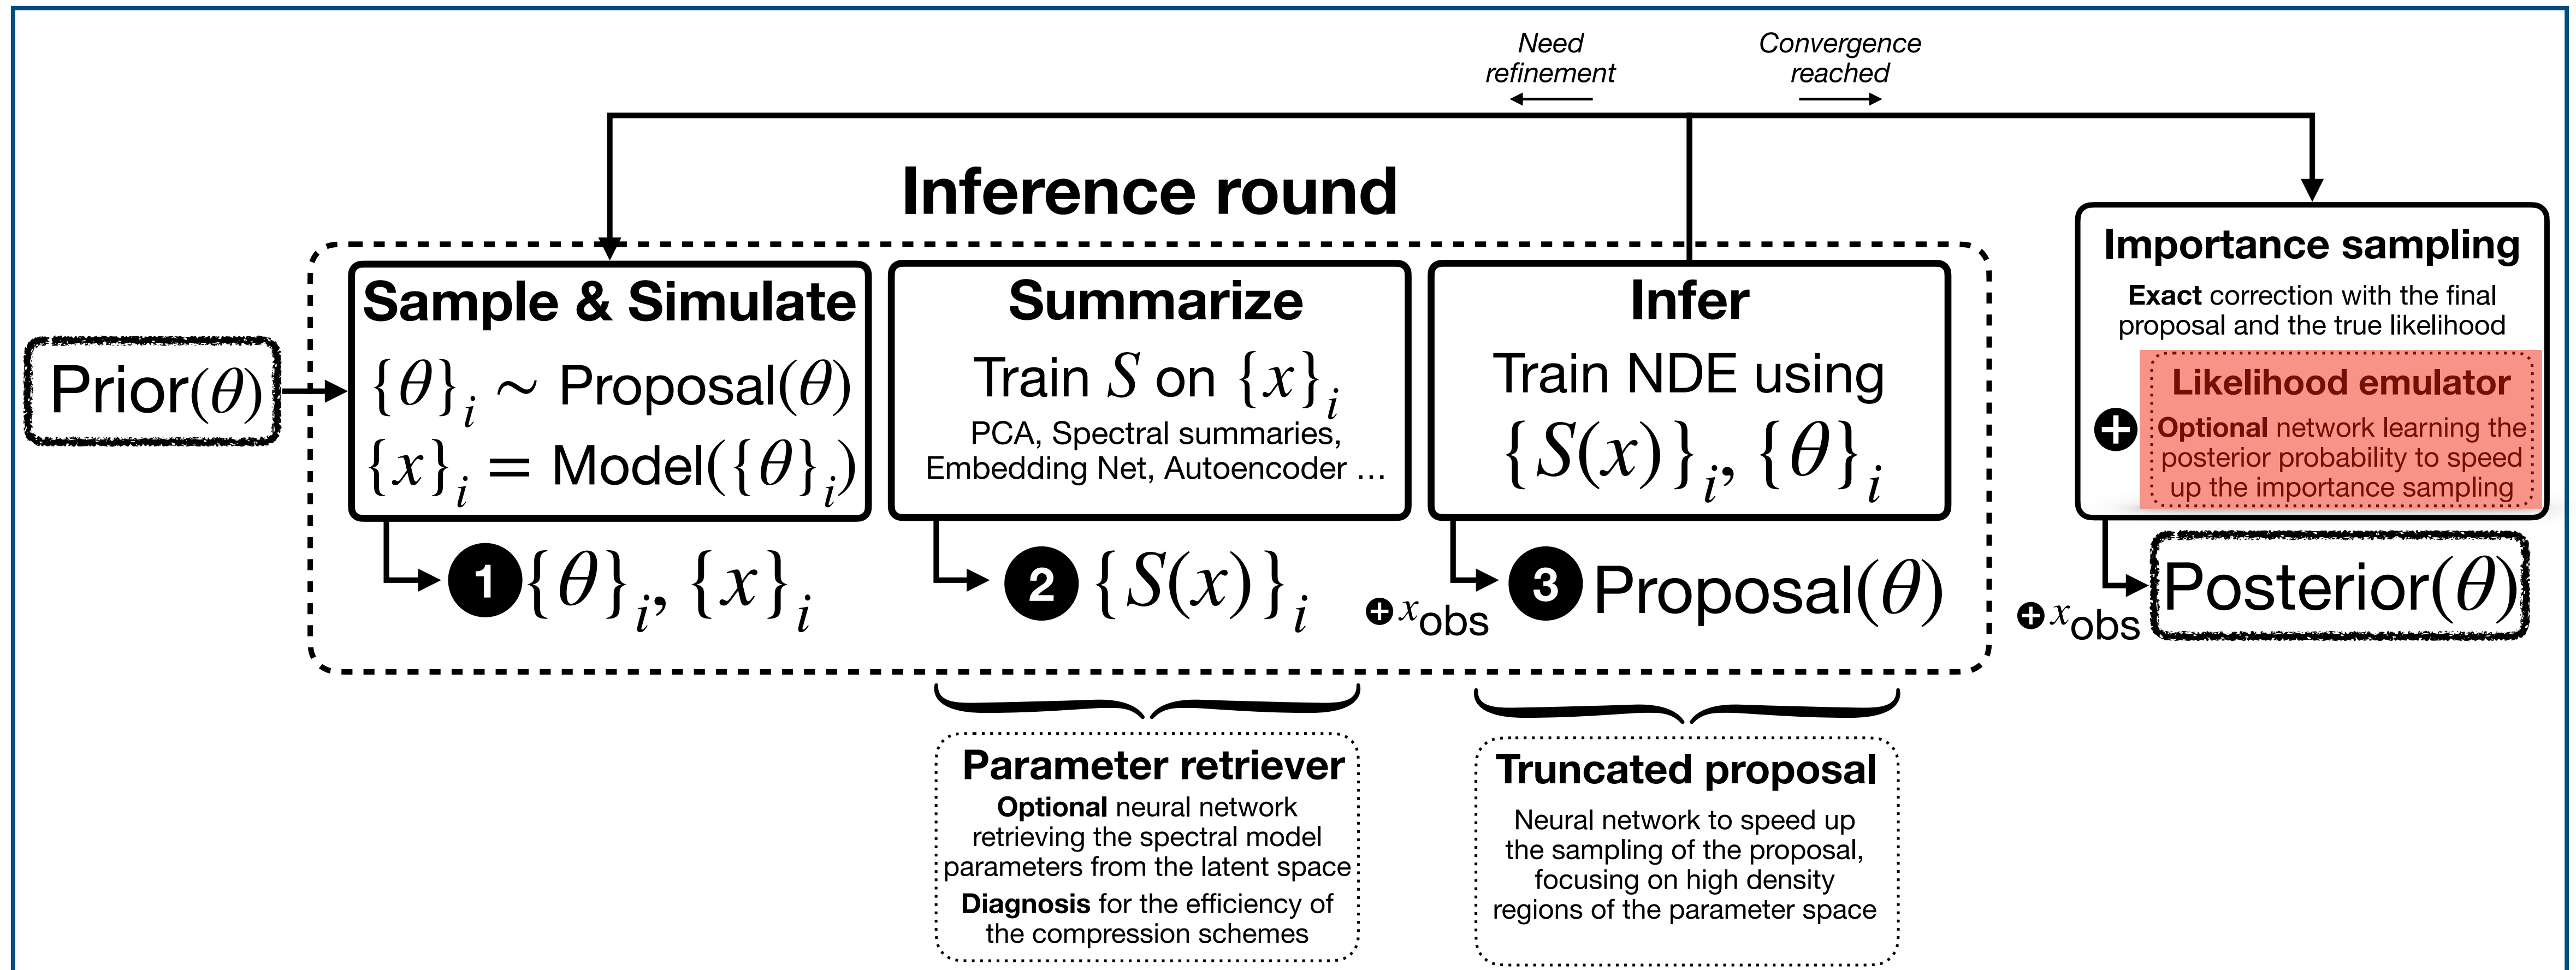 Need
refinement
Convergence
reached
Inference round
Prior(θ)
Sample & Simulate
{θ}ᵢ ∼ Proposal(θ)
{x}ᵢ = Model({θ}ᵢ)
❶ {θ}ᵢ, {x}ᵢ
Summarize
Train S on {x}ᵢ
PCA, Spectral summaries,
Embedding Net, Autoencoder …
❷ {S(x)}ᵢ
Infer
Train NDE using
{S(x)}ᵢ, {θ}ᵢ
+ x_obs
❸ Proposal(θ)
Importance sampling
Exact correction with the final
proposal and the true likelihood
+
Likelihood emulator
Optional network learning the
posterior probability to speed
up the importance sampling
+ x_obs
Posterior(θ)
Parameter retriever
Optional neural network
retrieving the spectral model
parameters from the latent space
Diagnosis for the efficiency of
the compression schemes
Truncated proposal
Neural network to speed up
the sampling of the proposal,
focusing on high density
regions of the parameter space